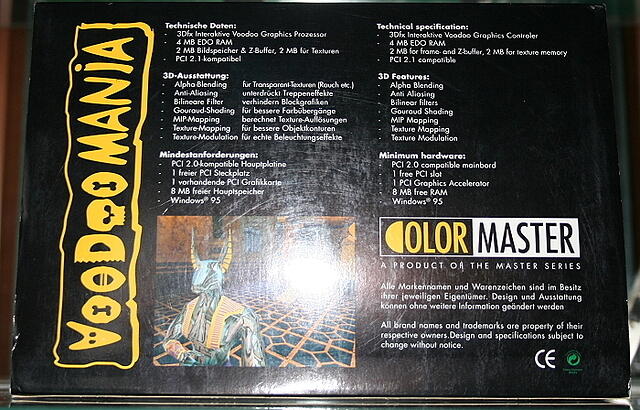 VOODOOMANIA
Technische Daten:
- 3Dfx Interaktive Voodoo Graphics Prozessor
- 4 MB EDO RAM
- 2 MB Bildspeicher & Z-Buffer, 2 MB für Texturen
- PCI 2.1-kompatibel
3D-Ausstattung:
- Alpha Blending für Transparent-Texturen (Rauch etc.)
- Anti-Aliasing unterdrückt Treppeneffekte
- Bilineare Filter verhindern Blockgrafiken
- Gouraud-Shading für bessere Farbübergänge
- MIP-Mapping berechnet Texture-Auflösungen
- Texture-Mapping für bessere Objektkonturen
- Texture-Modulation für echte Beleuchtungseffekte
Mindestanforderungen:
- PCI 2.0-kompatible Hauptplatine
- 1 freier PCI Steckplatz
- 1 vorhandende PCI Grafikkarte
- 8 MB freier Hauptspeicher
- Windows® 95
Technical specification:
- 3Dfx Interaktive Voodoo Graphics Controler
- 4 MB EDO RAM
- 2 MB for frame- and Z-buffer, 2 MB for texture memory
- PCI 2.1 compatible
3D Features:
- Alpha Blending
- Anti Aliasing
- Bilinear filters
- Gouraud Shading
- MIP Mapping
- Texture Mapping
- Texture Modulation
Minimum hardware:
- PCI 2.0 compatible mainbord
- 1 free PCI slot
- 1 PCI Graphics Accelerator
- 8 MB free RAM
- Windows® 95
COLOR MASTER
A PRODUCT OF THE MASTER SERIES
Alle Markennamen und Warenzeichen sind im Besitz
ihrer jeweiligen Eigentümer. Design und Ausstattung
können ohne weitere Information geändert werden
All brand names and trademarks are property of their
respective owners.Design and specifications subject to
change without notice.
CE